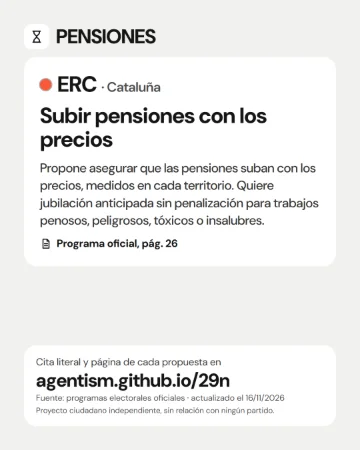 PENSIONES
ERC · Cataluña
Subir pensiones con los
precios
Propone asegurar que las pensiones suban con los
precios, medidos en cada territorio. Quiere
jubilación anticipada sin penalización para trabajos
penosos, peligrosos, tóxicos o insalubres.
Programa oficial, pág. 26
Cita literal y página de cada propuesta en
agentism.github.io/29n
Fuente: programas electorales oficiales · actualizado el 16/11/2026
Proyecto ciudadano independiente, sin relación con ningún partido.